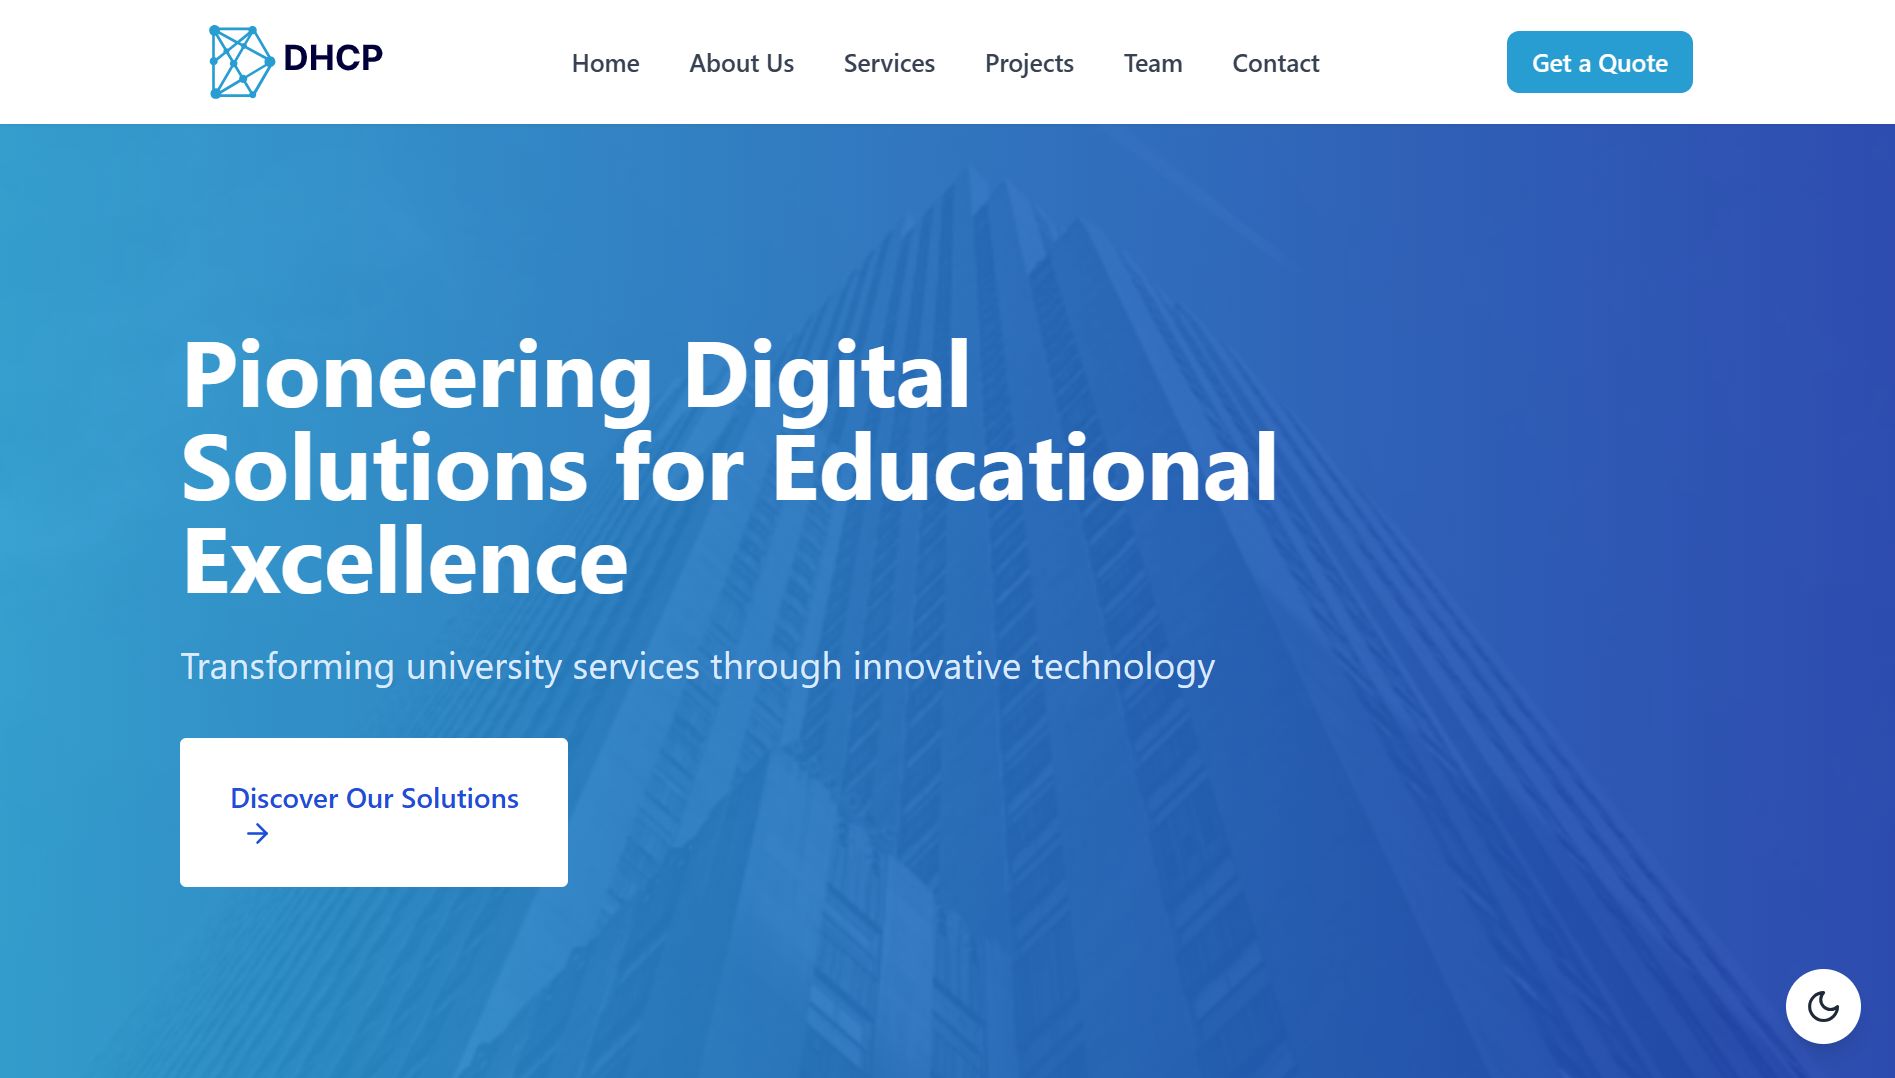 DHCP
Home
About Us
Services
Projects
Team
Contact
Get a Quote
Pioneering Digital
Solutions for Educational
Excellence
Transforming university services through innovative technology
Discover Our Solutions
→